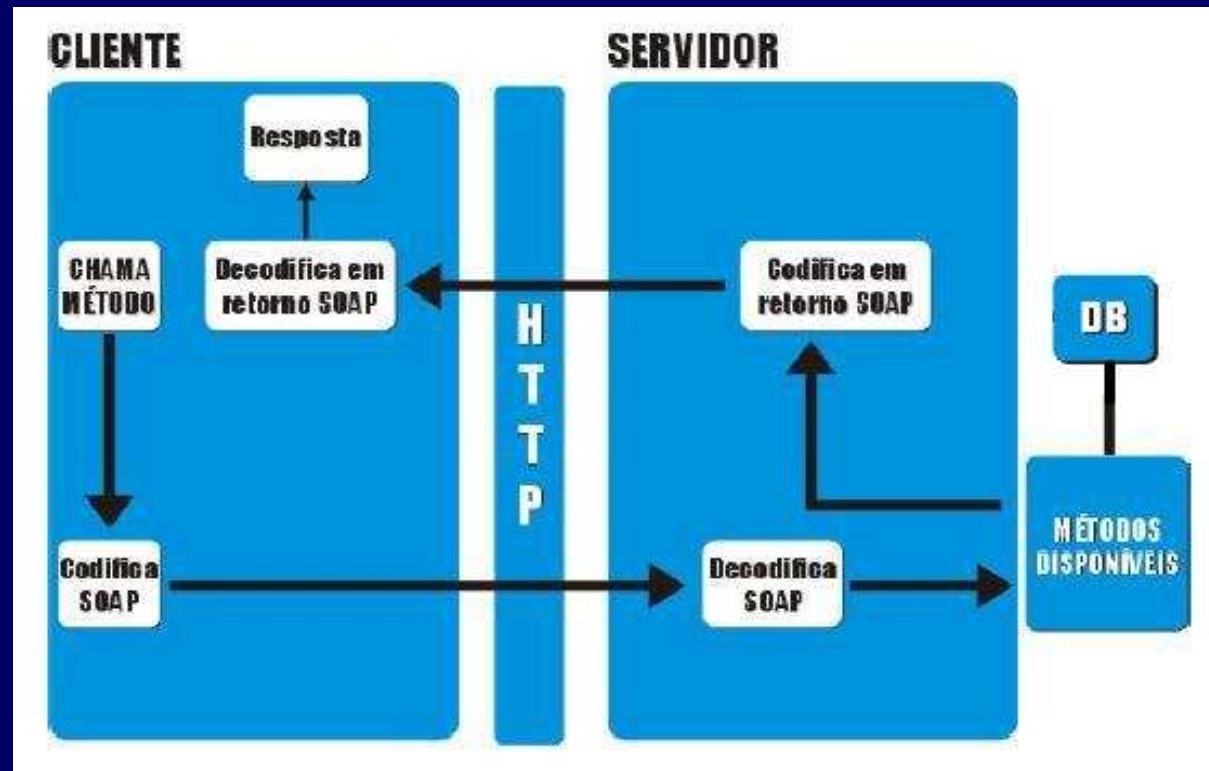 CLIENTE
SERVIDOR
Resposta
CHAMA
MÉTODO
Decodifica em
retorno SOAP
Codifica em
retorno SOAP
DB
H
T
T
P
Codifica
SOAP
Decodifica
SOAP
MÉTODOS
DISPONÍVEIS